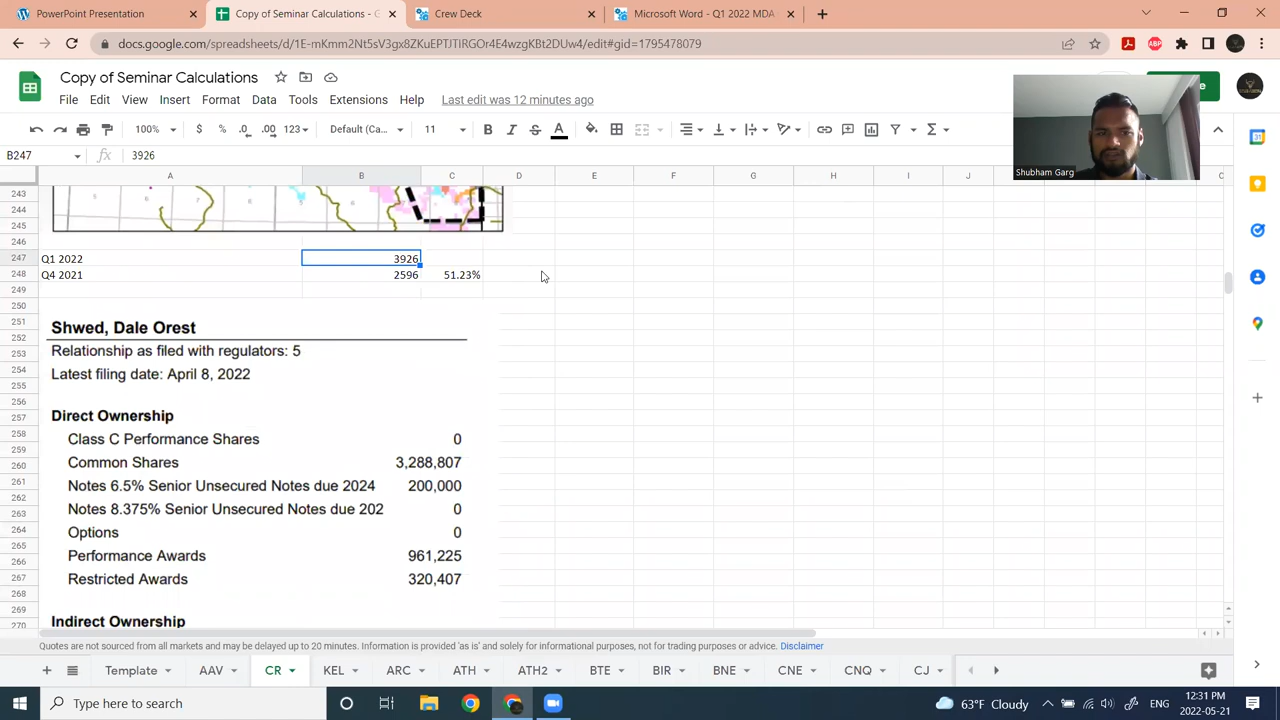 PowerPoint Presentation
Copy of Seminar Calculations - G
Crew Deck
Microsoft Word - Q1 2022 MDA
Copy of Seminar Calculations
File Edit View Insert Format Data Tools Extensions Help Last edit was 12 minutes ago
100% $ % .0 .00 123 Default (Ca... 11 B I S A
B247 fx 3926
A B C D E F G H I J K L M N
243
244
245
246
247 Q1 2022 3926
248 Q4 2021 2596 51.23%
249
250
251
Shwed, Dale Orest
252
253 Relationship as filed with regulators: 5
254 Latest filing date: April 8, 2022
255
256
257 Direct Ownership
258 Class C Performance Shares 0
259
260 Common Shares 3,288,807
261 Notes 6.5% Senior Unsecured Notes due 2024 200,000
262
263 Notes 8.375% Senior Unsecured Notes due 202 0
264 Options 0
265
266 Performance Awards 961,225
267 Restricted Awards 320,407
268
269 Indirect Ownership
270
Shubham Garg
Quotes are not sourced from all markets and may be delayed up to 20 minutes. Information is provided 'as is' and solely for informational purposes, not for trading purposes or advice. Disclaimer
Template AAV CR KEL ARC ATH ATH2 BTE BIR BNE CNE CNQ CJ
Type here to search
63°F Cloudy ENG 12:31 PM
2022-05-21